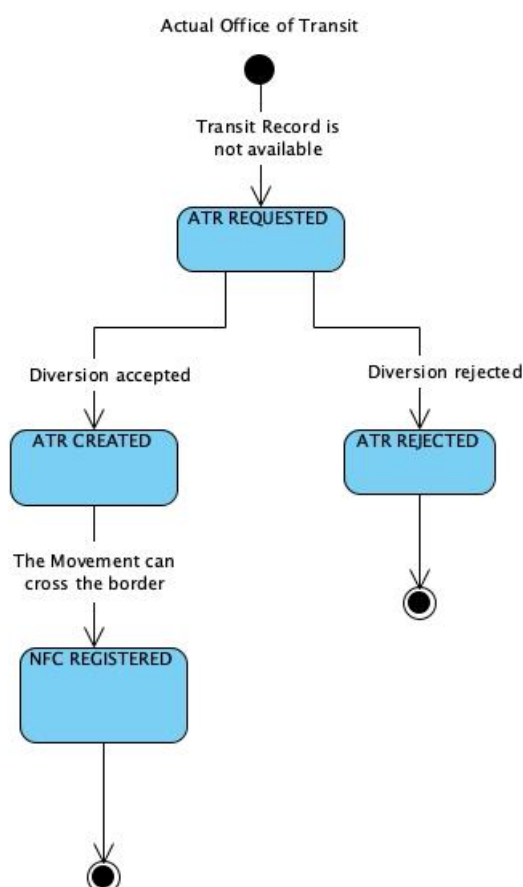 Actual Office of Transit
Transit Record is
not available
ATR REQUESTED
Diversion accepted
Diversion rejected
ATR CREATED
ATR REJECTED
The Movement can
cross the border
NFC REGISTERED